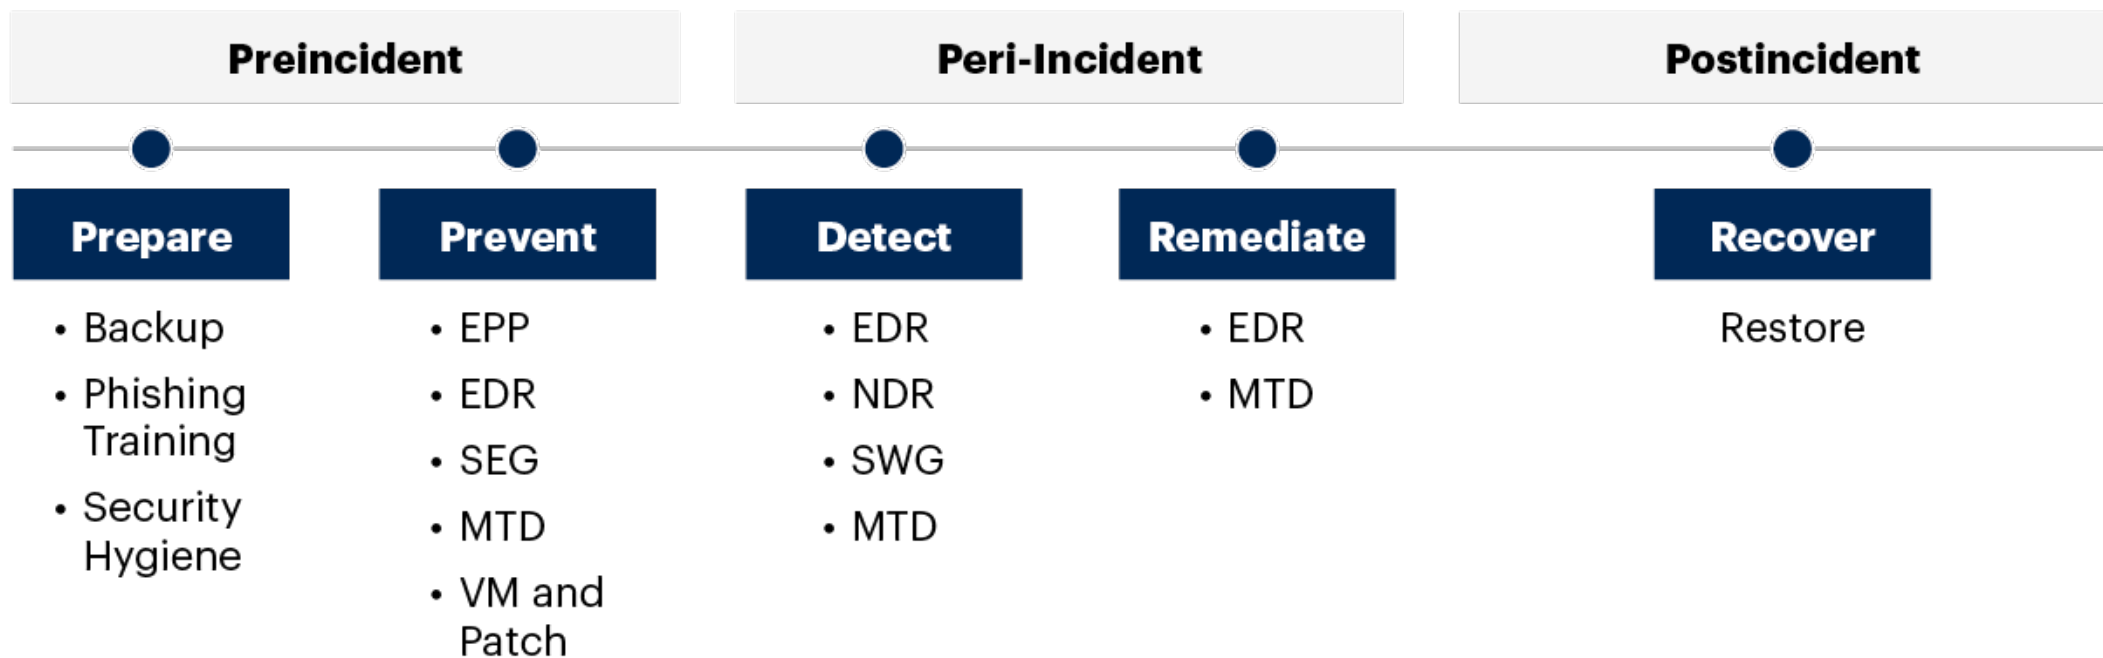 Preincident
Peri-Incident
Postincident
Prepare
Prevent
Detect
Remediate
Recover
• Backup
• Phishing
Training
• Security
Hygiene
• EPP
• EDR
• SEG
• MTD
• VM and
Patch
• EDR
• NDR
• SWG
• MTD
• EDR
• MTD
Restore